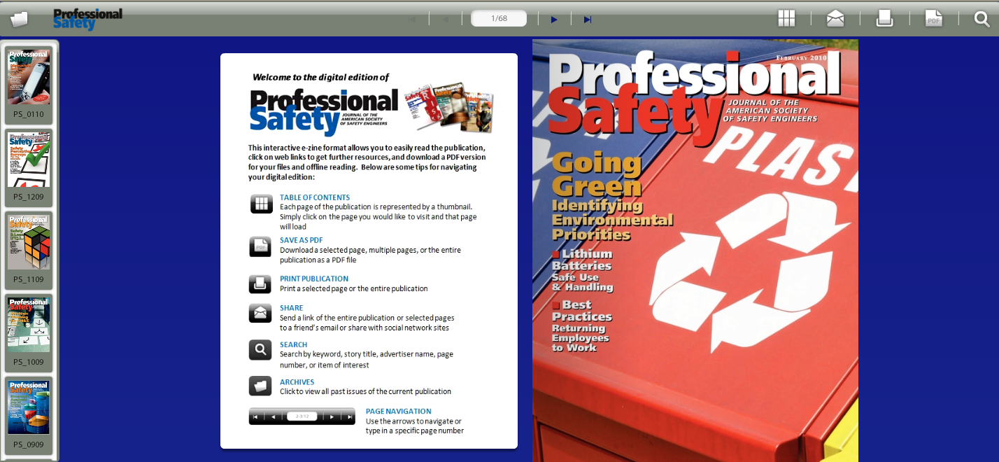 Professional
Safety
1/68
PDF
PS_0110
PS_1209
PS_1109
PS_1009
PS_0909
Welcome to the digital edition of
Professional
Safety
JOURNAL OF THE
AMERICAN SOCIETY
OF SAFETY ENGINEERS
This interactive e-zine format allows you to easily read the publication,
click on web links to get further resources, and download a PDF version
for your files and offline reading. Below are some tips for navigating
your digital edition:
TABLE OF CONTENTS
Each page of the publication is represented by a thumbnail.
Simply click on the page you would like to visit and that page
will load
PDF
SAVE AS PDF
Download a selected page, multiple pages, or the entire
publication as a PDF file
PRINT PUBLICATION
Print a selected page or the entire publication
SHARE
Send a link of the entire publication or selected pages
to a friend's email or share with social network sites
SEARCH
Search by keyword, story title, advertiser name, page
number, or item of interest
ARCHIVES
Click to view all past issues of the current publication
2-3/12
PAGE NAVIGATION
Use the arrows to navigate or
type in a specific page number
FEBRUARY 2010
Professional
Safety
JOURNAL OF THE
AMERICAN SOCIETY
OF SAFETY ENGINEERS
PLAS
Going
Green
Identifying
Environmental
Priorities
Lithium
Batteries
Safe Use
& Handling
Best
Practices
Returning
Employees
to Work